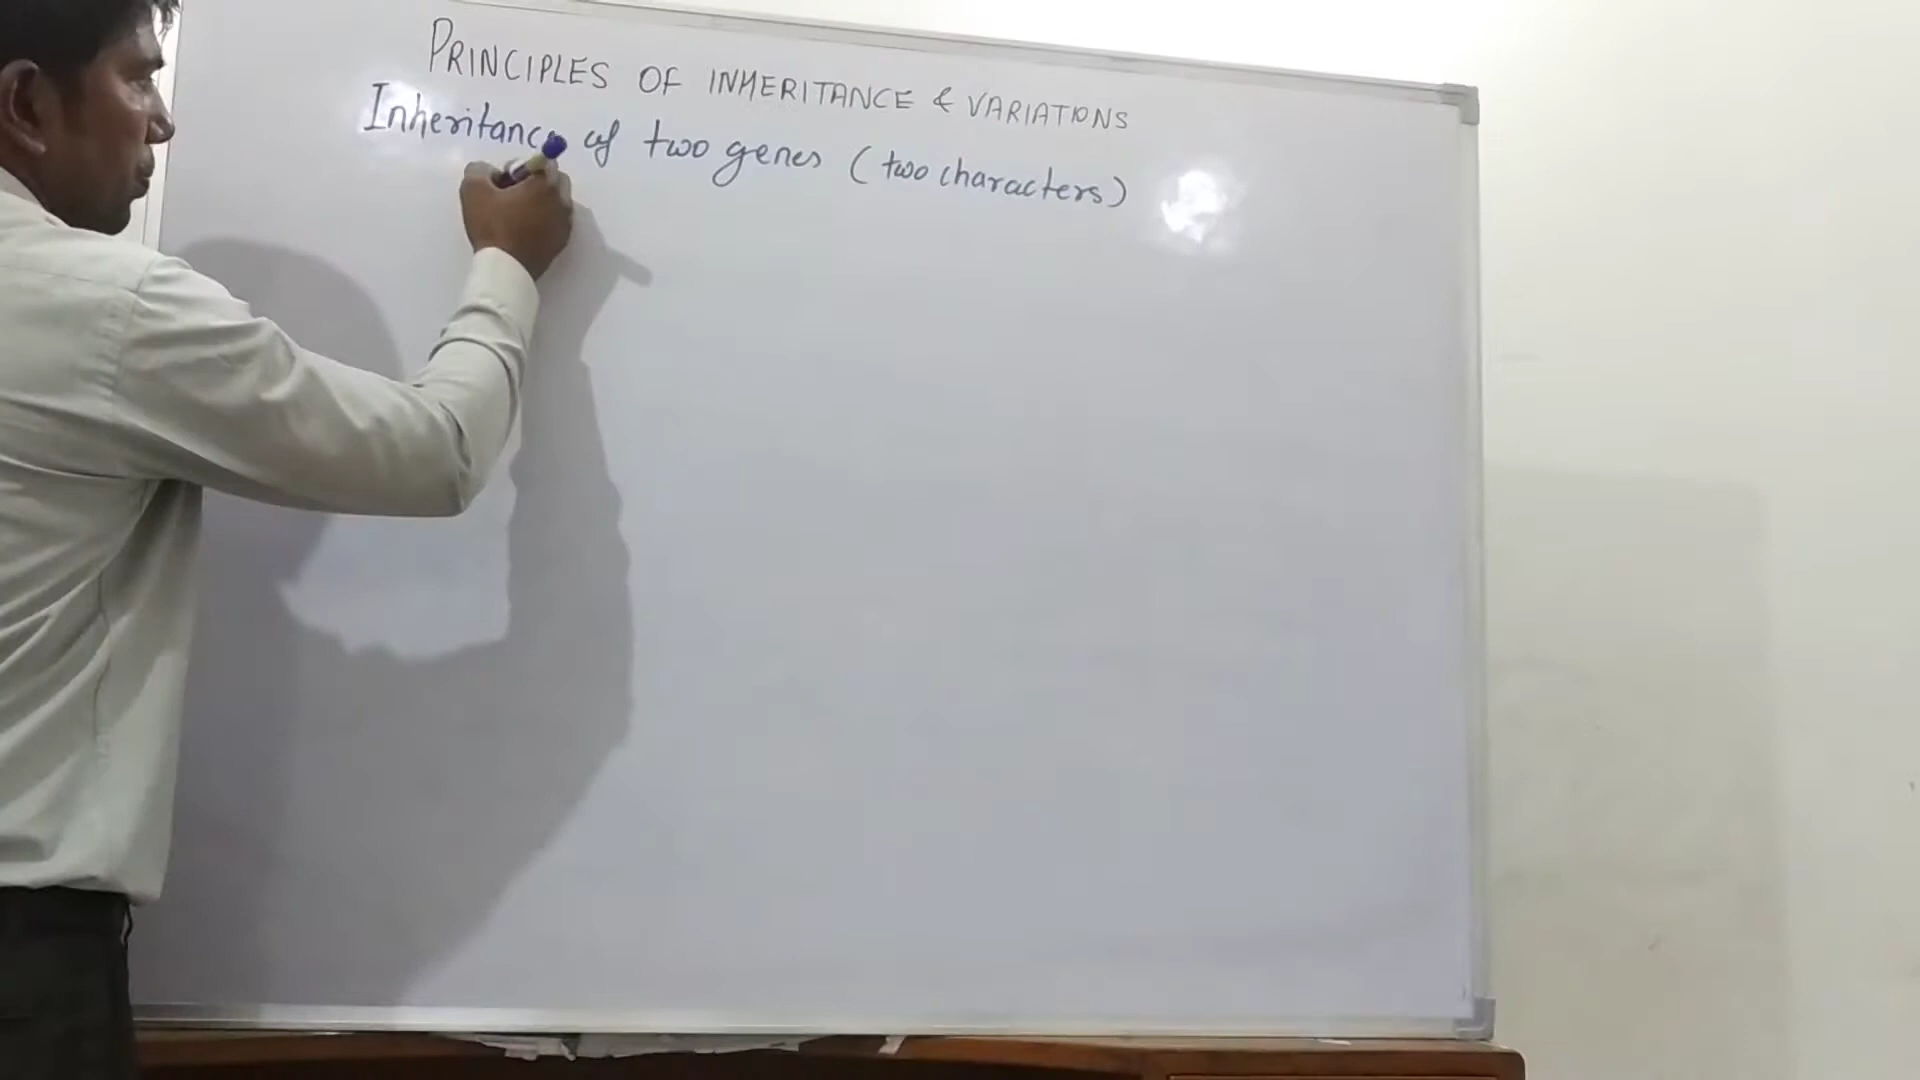 PRINCIPLES OF INHERITANCE & VARIATIONS
Inheritance of two genes (two characters)